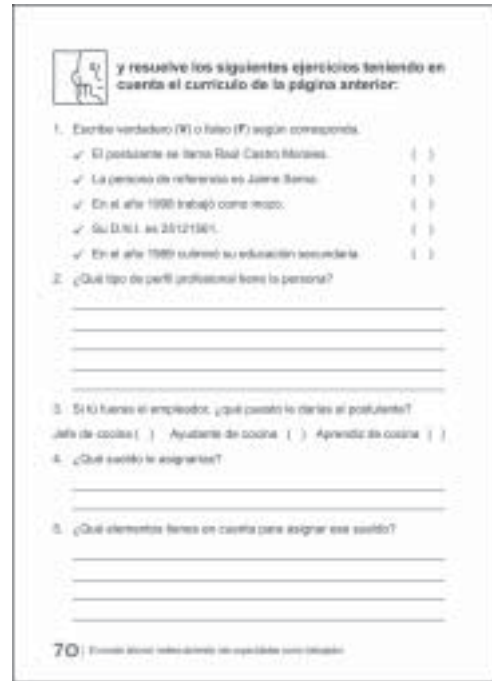 y resuelve los siguientes ejercicios teniendo en
cuenta el currículo de la página anterior:
1. Escribe verdadero (V) o falso (F) según corresponda.
✓ El postulante se llama Raúl Castro Morales. ( )
✓ La persona de referencia es Jaime Serna. ( )
✓ En el año 1998 trabajó como mozo. ( )
✓ Su D.N.I. es ( )
✓ En el año 1989 culminó su educación secundaria. ( )
2. ¿Qué tipo de perfil profesional tiene la persona?
3. Si tú fueras el empleador, ¿qué puesto le darías al postulante?
Jefe de cocina ( ) Ayudante de cocina ( ) Aprendiz de cocina ( )
4. ¿Qué sueldo le asignarías?
5. ¿Qué elementos tienes en cuenta para asignar ese sueldo?
70